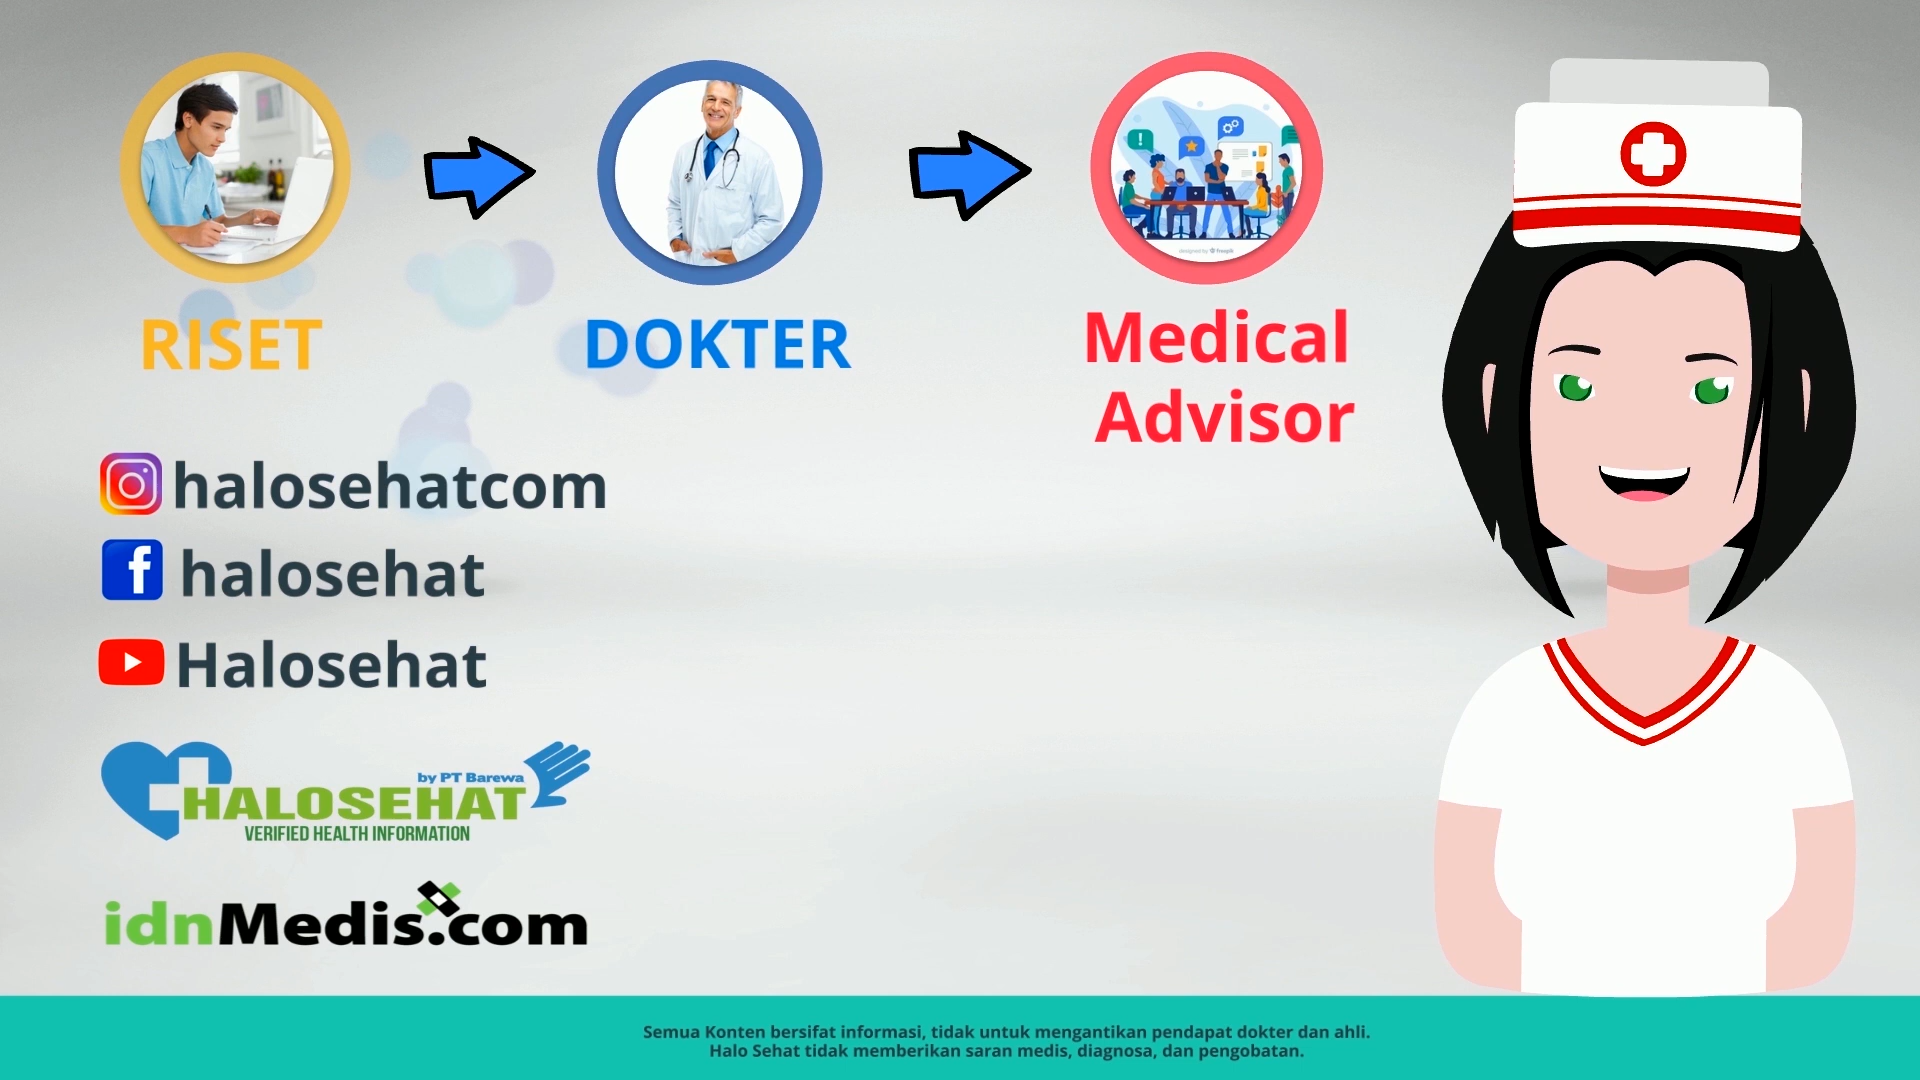 RISET
DOKTER
Medical
Advisor
halosehatcom
halosehat
Halosehat
by PT Barewa
HALOSEHAT
VERIFIED HEALTH INFORMATION
idnMedis.com
Semua Konten bersifat informasi, tidak untuk mengantikan pendapat dokter dan ahli.
Halo Sehat tidak memberikan saran medis, diagnosa, dan pengobatan.